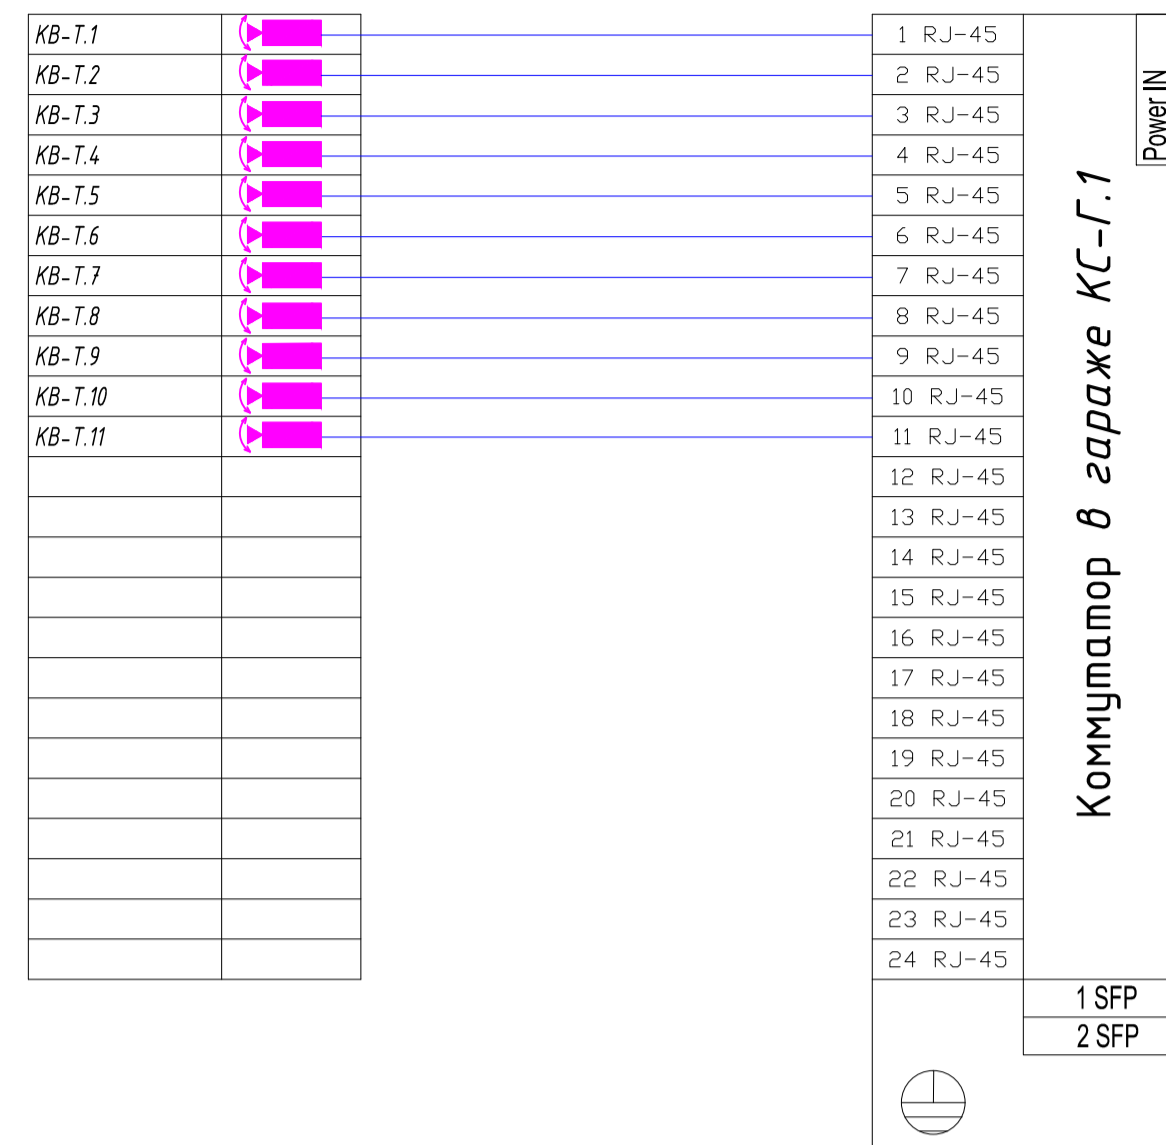 КВ-Т.1
КВ-Т.2
КВ-Т.3
КВ-Т.4
КВ-Т.5
КВ-Т.6
КВ-Т.7
КВ-Т.8
КВ-Т.9
КВ-Т.10
КВ-Т.11
1 RJ-45
2 RJ-45
3 RJ-45
4 RJ-45
5 RJ-45
6 RJ-45
7 RJ-45
8 RJ-45
9 RJ-45
10 RJ-45
11 RJ-45
12 RJ-45
13 RJ-45
14 RJ-45
15 RJ-45
16 RJ-45
17 RJ-45
18 RJ-45
19 RJ-45
20 RJ-45
21 RJ-45
22 RJ-45
23 RJ-45
24 RJ-45
Коммутатор в гараже КС-Г.1
Power IN
1 SFP
2 SFP